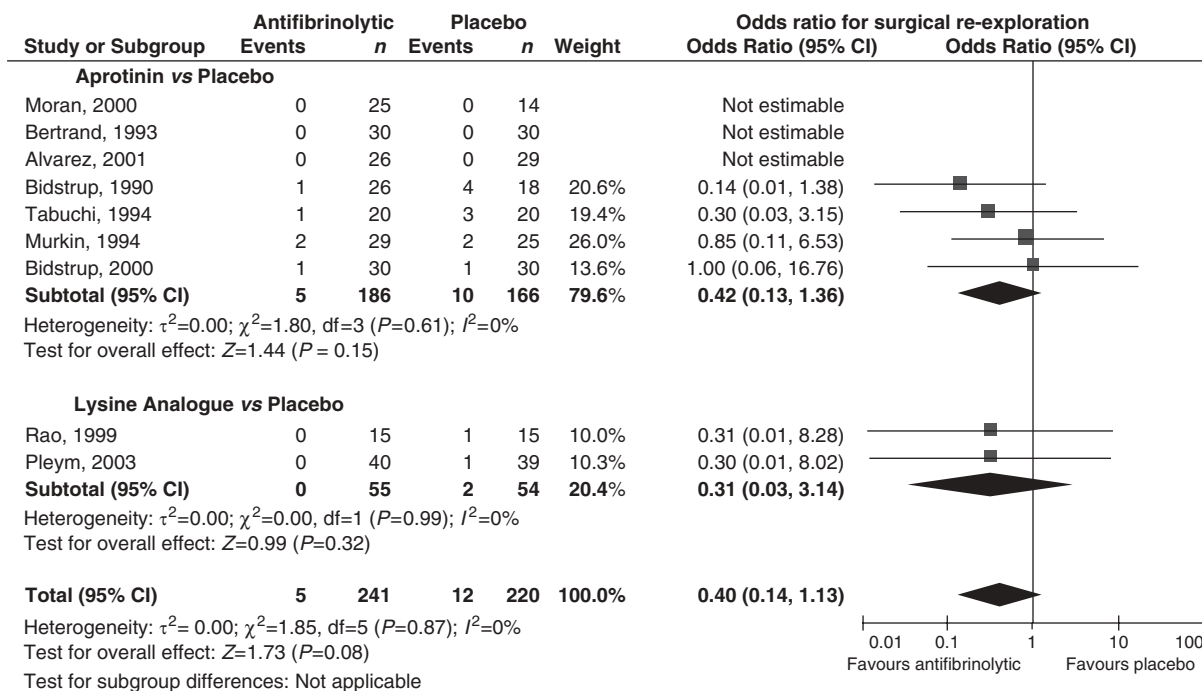 Antifibrinolytic Placebo Odds ratio for surgical re-exploration
Study or Subgroup Events n Events n Weight Odds Ratio (95% CI) Odds Ratio (95% CI)
Aprotinin vs Placebo
Moran, 2000 0 25 0 14 Not estimable
Bertrand, 1993 0 30 0 30 Not estimable
Alvarez, 2001 0 26 0 29 Not estimable
Bidstrup, 1990 1 26 4 18 20.6% 0.14 (0.01, 1.38)
Tabuchi, 1994 1 20 3 20 19.4% 0.30 (0.03, 3.15)
Murkin, 1994 2 29 2 25 26.0% 0.85 (0.11, 6.53)
Bidstrup, 2000 1 30 1 30 13.6% 1.00 (0.06, 16.76)
Subtotal (95% CI) 5 186 10 166 79.6% 0.42 (0.13, 1.36)
Heterogeneity: τ²=0.00; χ²=1.80, df=3 (P=0.61); I²=0%
Test for overall effect: Z=1.44 (P = 0.15)
Lysine Analogue vs Placebo
Rao, 1999 0 15 1 15 10.0% 0.31 (0.01, 8.28)
Pleym, 2003 0 40 1 39 10.3% 0.30 (0.01, 8.02)
Subtotal (95% CI) 0 55 2 54 20.4% 0.31 (0.03, 3.14)
Heterogeneity: τ²=0.00; χ²=0.00, df=1 (P=0.99); I²=0%
Test for overall effect: Z=0.99 (P=0.32)
Total (95% CI) 5 241 12 220 100.0% 0.40 (0.14, 1.13)
Heterogeneity: τ²= 0.00; χ²=1.85, df=5 (P=0.87); I²=0%
Test for overall effect: Z=1.73 (P=0.08)
Test for subgroup differences: Not applicable
0.01 0.1 1 10 100
Favours antifibrinolytic Favours placebo